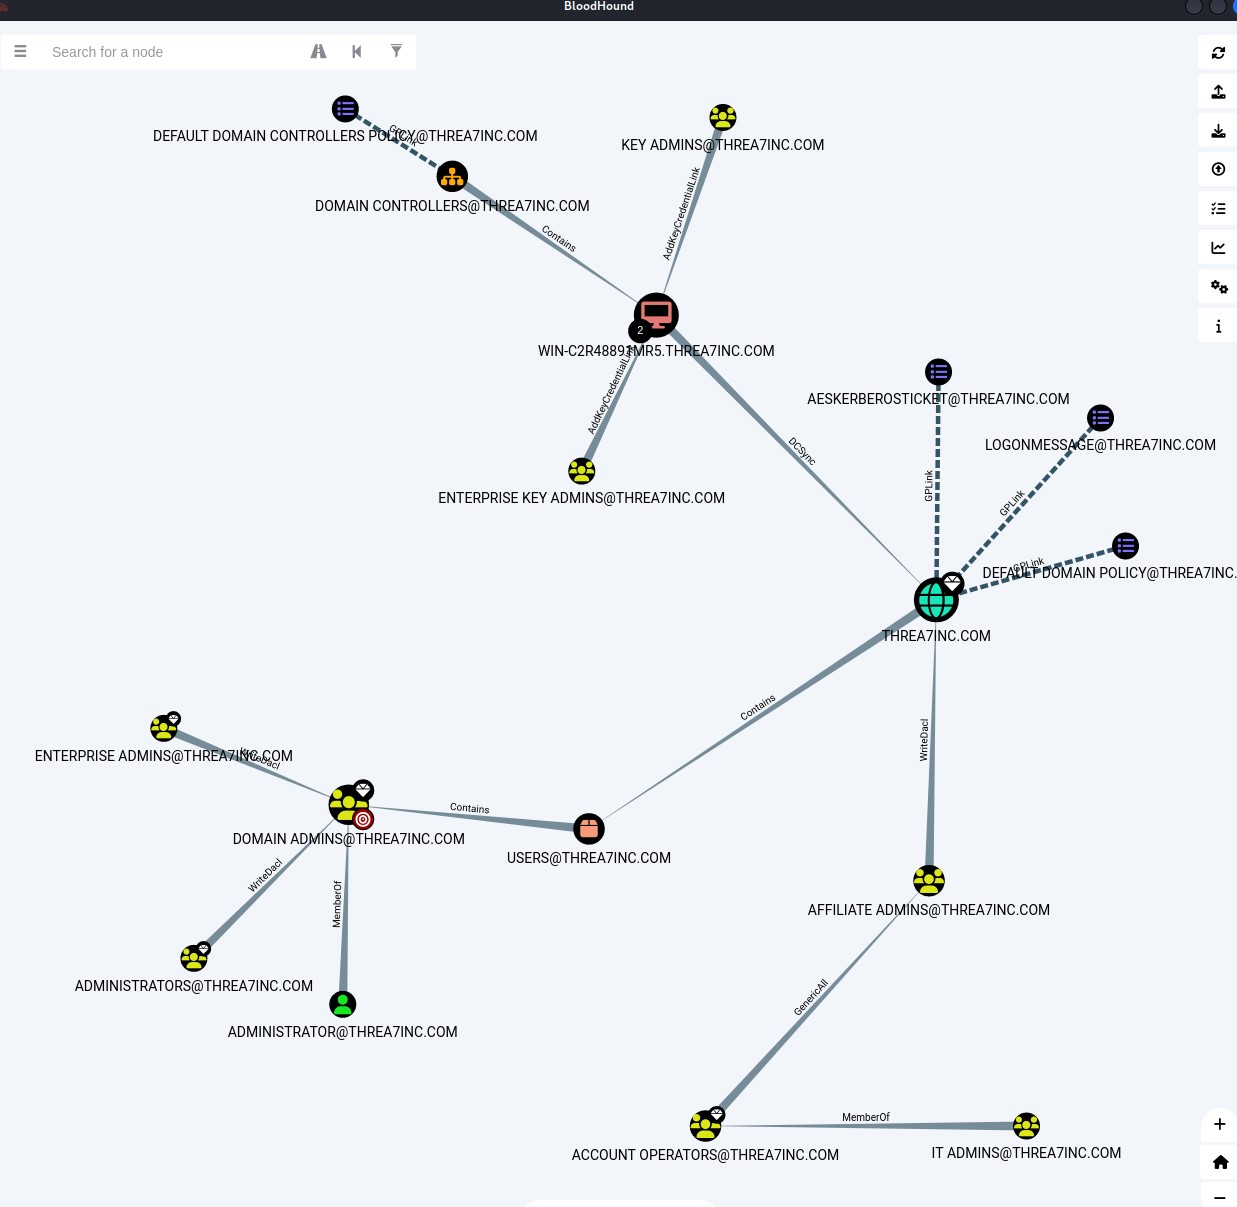 BloodHound
Search for a node
DEFAULT DOMAIN CONTROLLERS POLICY@THREA7INC.COM
GPLink
KEY ADMINS@THREA7INC.COM
DOMAIN CONTROLLERS@THREA7INC.COM
AddKeyCredentialLink
Contains
2
WIN-C2R48891MR5.THREA7INC.COM
AddKeyCredentialLink
AESKERBEROSTICKET@THREA7INC.COM
LOGONMESSAGE@THREA7INC.COM
DCSync
ENTERPRISE KEY ADMINS@THREA7INC.COM
GPLink
GPLink
GPLink
DEFAULT DOMAIN POLICY@THREA7INC.
THREA7INC.COM
Contains
WriteDacl
ENTERPRISE ADMINS@THREA7INC.COM
WriteDacl
Contains
DOMAIN ADMINS@THREA7INC.COM
USERS@THREA7INC.COM
WriteDacl
MemberOf
AFFILIATE ADMINS@THREA7INC.COM
ADMINISTRATORS@THREA7INC.COM
GenericAll
ADMINISTRATOR@THREA7INC.COM
MemberOf
ACCOUNT OPERATORS@THREA7INC.COM
IT ADMINS@THREA7INC.COM